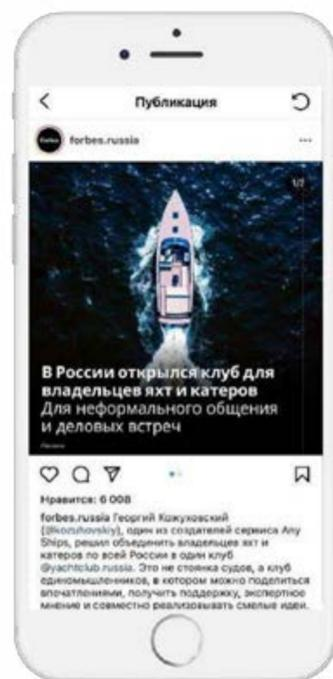 Публикация
Forbes forbes.russia
1/2
В России открылся клуб для
владельцев яхт и катеров
Для неформального общения
и деловых встреч
Реклама
Нравится: 6 008
forbes.russia Георгий Кожуховский
(@kozuhovskiy), один из создателей сервиса Any
Ships, решил объединить владельцев яхт и
катеров по всей России в один клуб
@yachtclub.russia. Это не стоянка судов, а клуб
единомышленников, в котором можно поделиться
впечатлениями, получить поддержку, экспертное
мнение и совместно реализовывать смелые идеи.